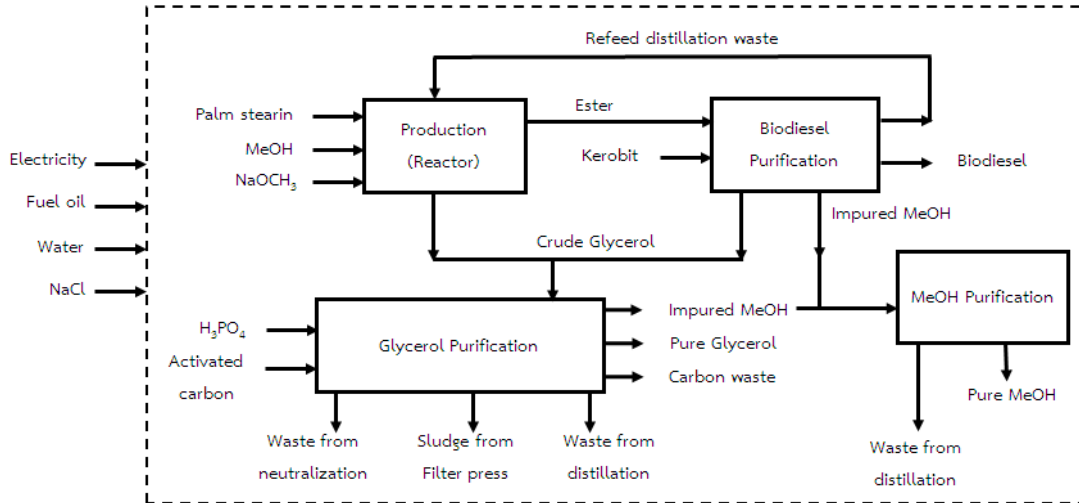 Refeed distillation waste
Palm stearin
MeOH
NaOCH₃
Production
(Reactor)
Ester
Kerobit
Biodiesel
Purification
Biodiesel
Electricity
Fuel oil
Water
NaCl
Impured MeOH
Crude Glycerol
MeOH Purification
H₃PO₄
Activated
carbon
Glycerol Purification
Impured MeOH
Pure Glycerol
Carbon waste
Pure MeOH
Waste from
neutralization
Sludge from
Filter press
Waste from
distillation
Waste from
distillation